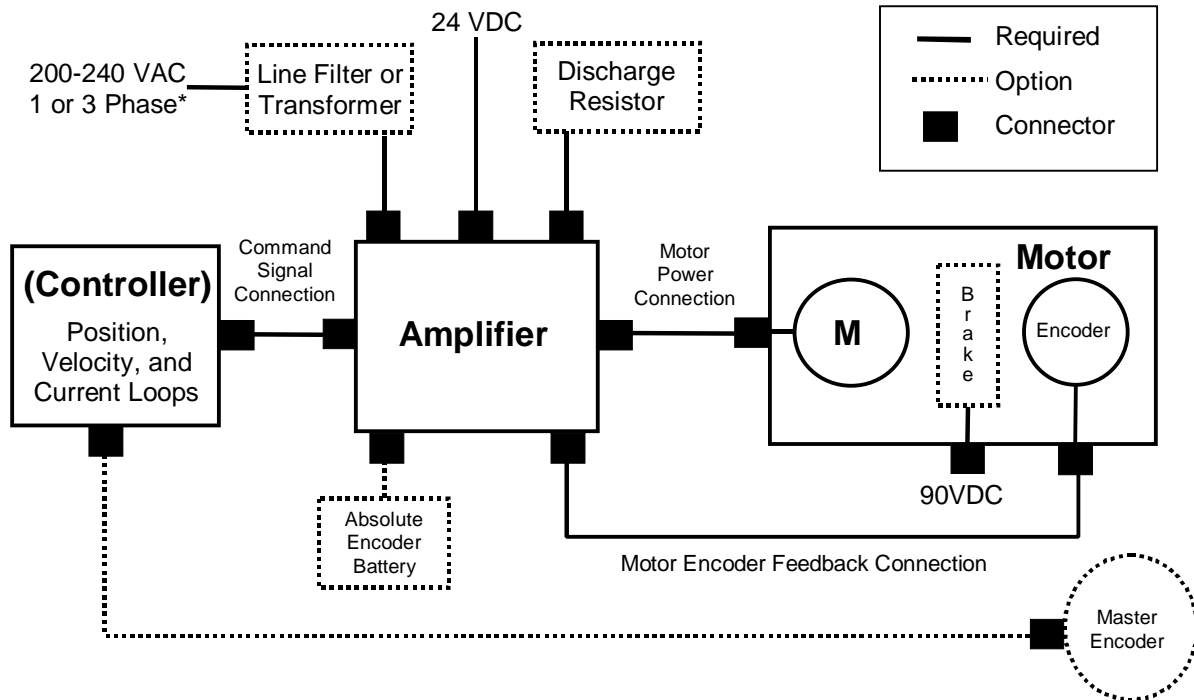 24 VDC
200-240 VAC
1 or 3 Phase*
Line Filter or
Transformer
Discharge
Resistor
Required
Option
Connector
(Controller)
Position,
Velocity, and
Current Loops
Command
Signal
Connection
Amplifier
Motor
Power
Connection
Motor
M
B
r
a
k
e
Encoder
90VDC
Absolute
Encoder
Battery
Motor Encoder Feedback Connection
Master
Encoder